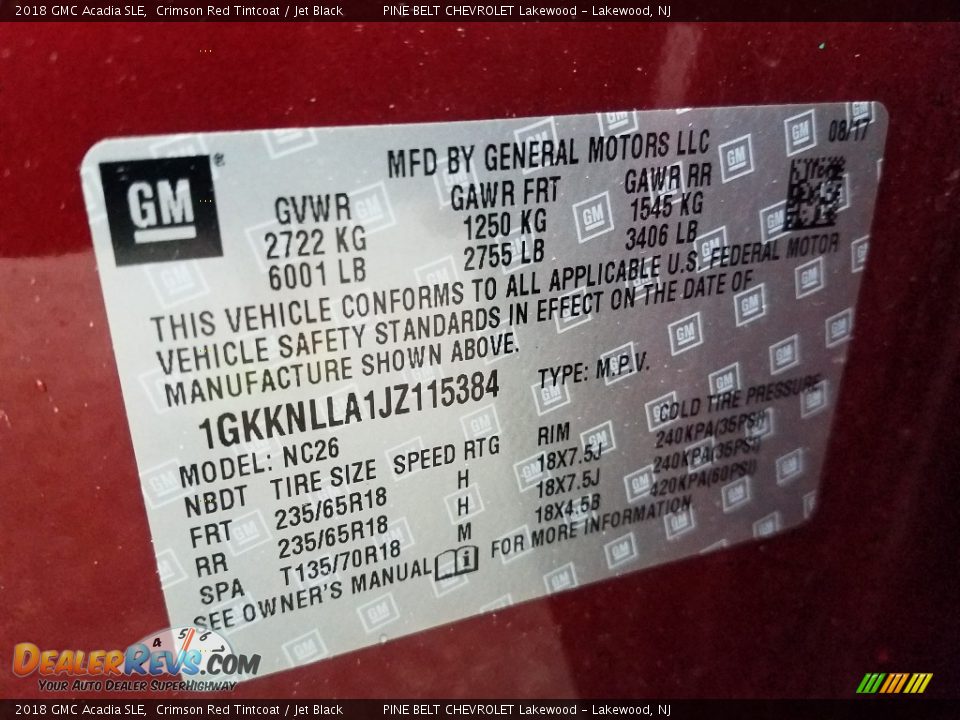 2018 GMC Acadia SLE, Crimson Red Tintcoat / Jet Black PINE BELT CHEVROLET Lakewood - Lakewood, NJ
MFD BY GENERAL MOTORS LLC 08/17
GM®
GVWR GAWR FRT GAWR RR
2722 KG 1250 KG 1545 KG
6001 LB 2755 LB 3406 LB
THIS VEHICLE CONFORMS TO ALL APPLICABLE U.S. FEDERAL MOTOR
VEHICLE SAFETY STANDARDS IN EFFECT ON THE DATE OF
MANUFACTURE SHOWN ABOVE.
1GKKNLLA1JZ115384 TYPE: M.P.V.
MODEL: NC26
NBDT TIRE SIZE SPEED RTG RIM COLD TIRE PRESSURE
FRT 235/65R18 H 18X7.5J 240KPA(35PSI)
RR 235/65R18 H 18X7.5J 240KPA(35PSI)
SPA T135/70R18 M 18X4.5B 420KPA(60PSI)
SEE OWNER'S MANUAL FOR MORE INFORMATION
4 5 6
DEALERREVS.COM
YOUR AUTO DEALER SUPERHIGHWAY
2018 GMC Acadia SLE, Crimson Red Tintcoat / Jet Black PINE BELT CHEVROLET Lakewood - Lakewood, NJ